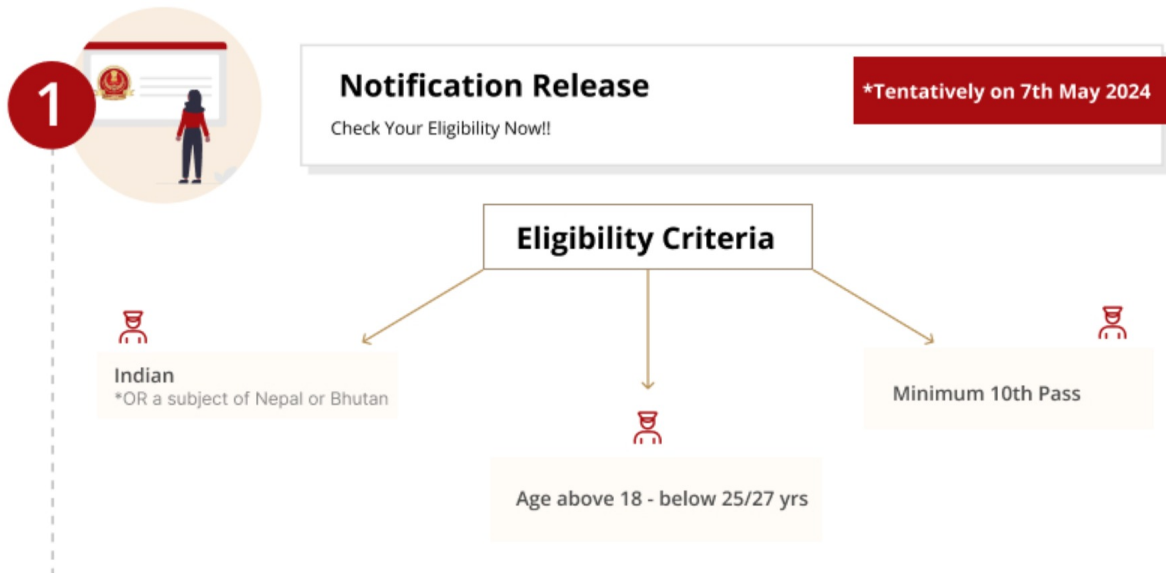 1
Notification Release
*Tentatively on 7th May 2024
Check Your Eligibility Now!!
Eligibility Criteria
Indian
*OR a subject of Nepal or Bhutan
Minimum 10th Pass
Age above 18 - below 25/27 yrs